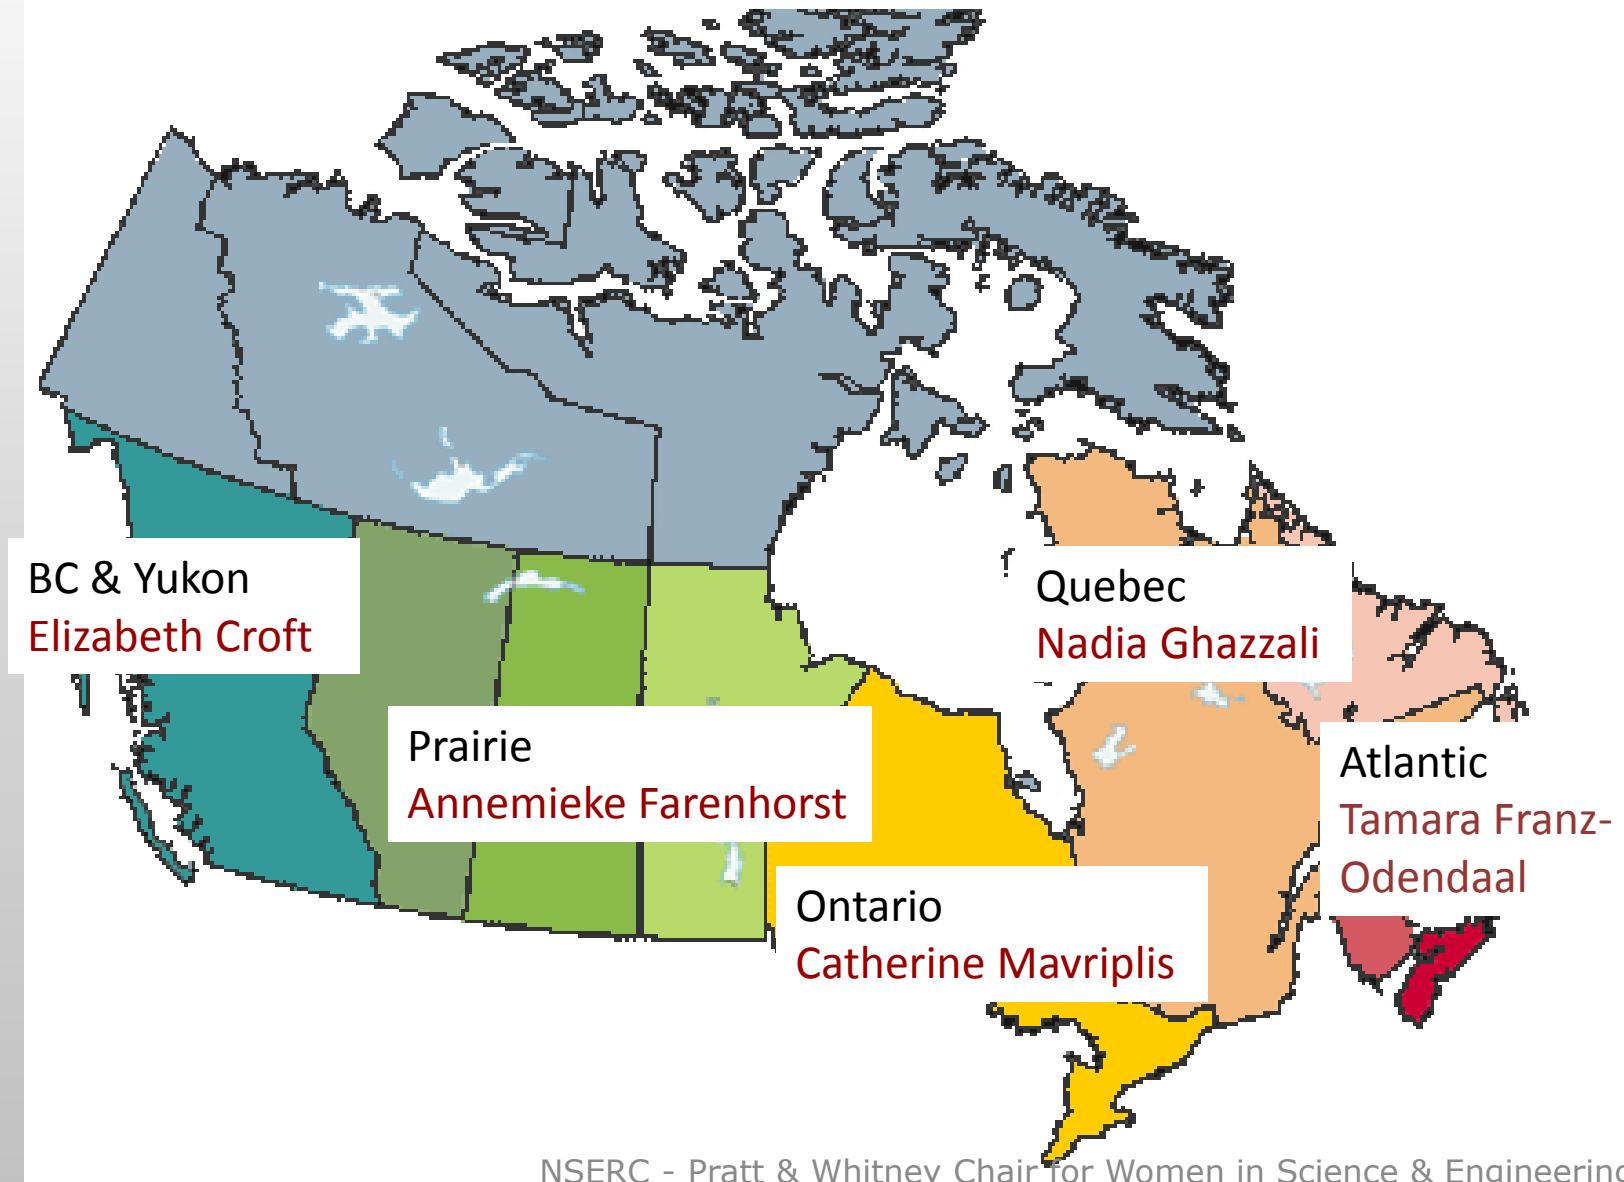 BC & Yukon
Elizabeth Croft
Quebec
Nadia Ghazzali
Prairie
Annemieke Farenhorst
Atlantic
Tamara Franz-
Odendaal
Ontario
Catherine Mavriplis
NSERC - Pratt & Whitney Chair for Women in Science & Engineering